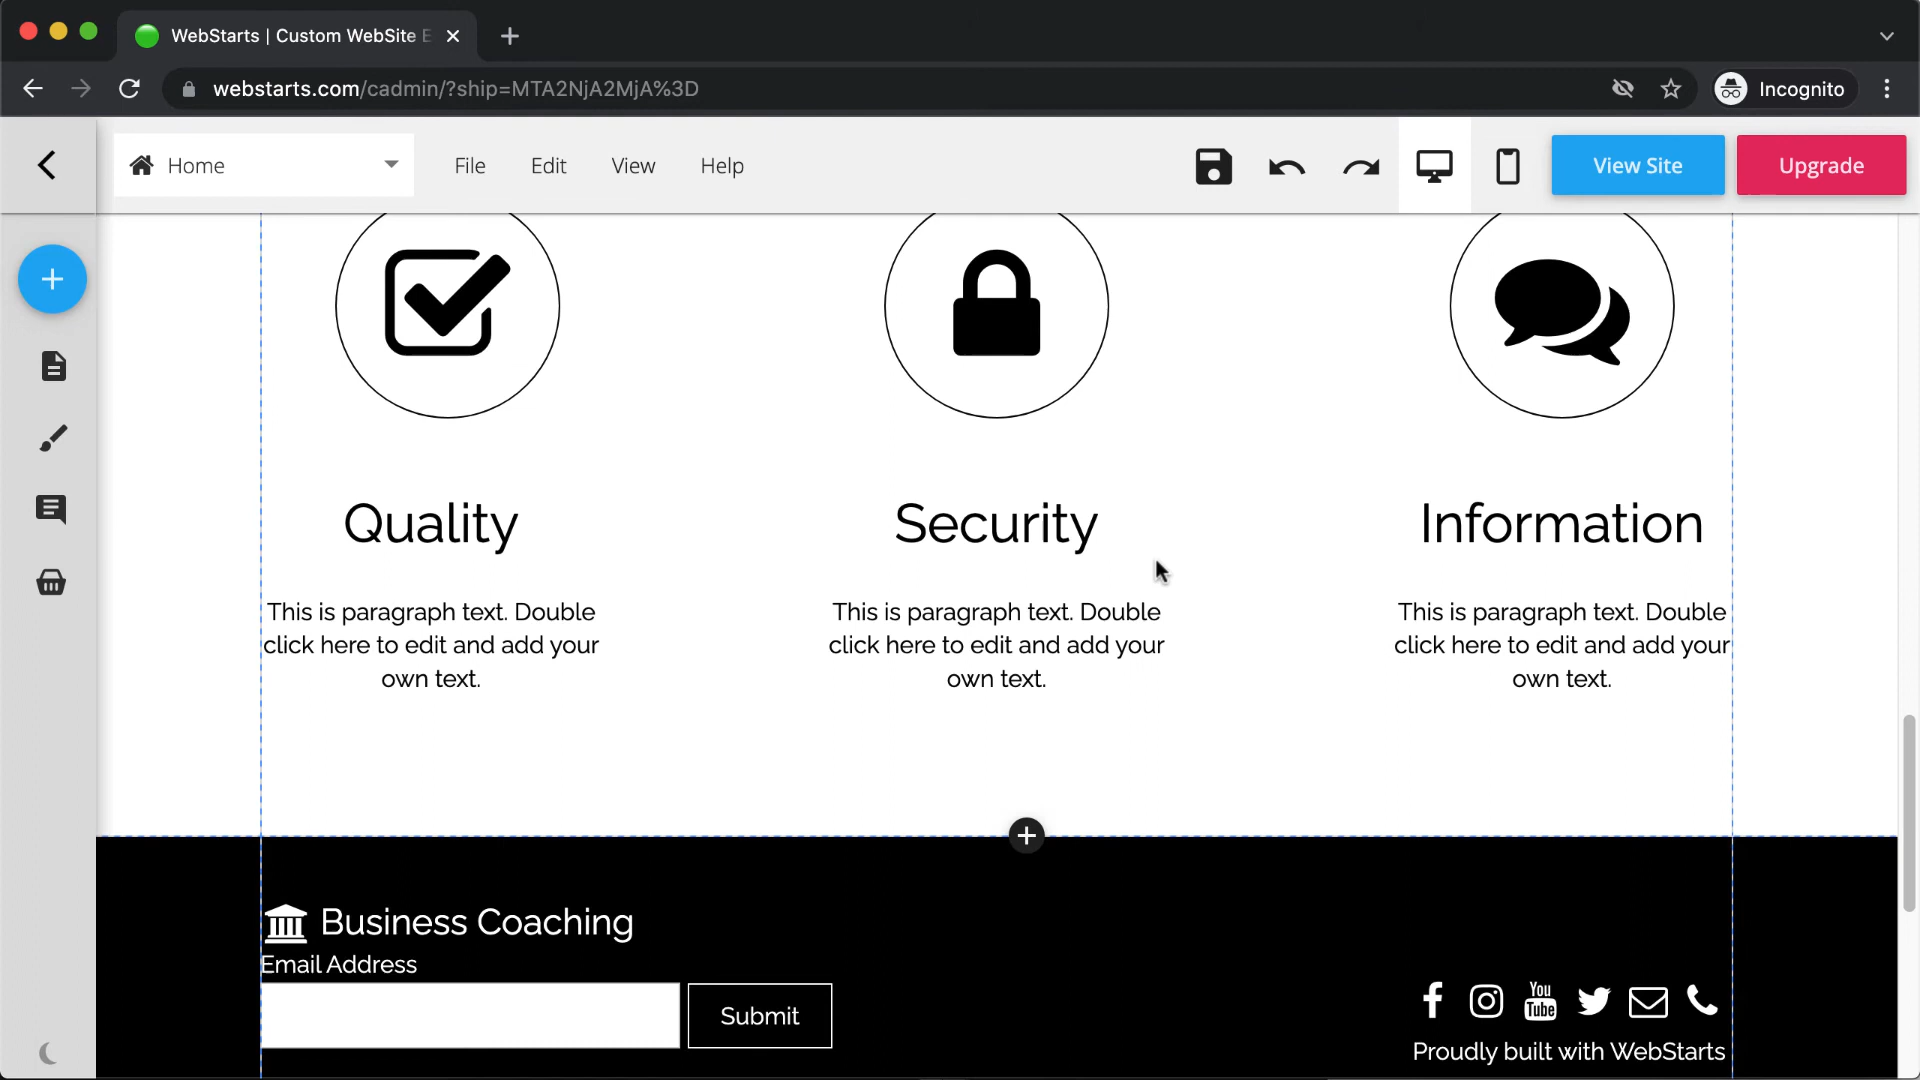 WebStarts | Custom WebSite E
webstarts.com/cadmin/?ship=MTA2NjA2MjA%3D
Incognito
Home
File
Edit
View
Help
View Site
Upgrade
Quality
Security
Information
This is paragraph text. Double
click here to edit and add your
own text.
This is paragraph text. Double
click here to edit and add your
own text.
This is paragraph text. Double
click here to edit and add your
own text.
Business Coaching
Email Address
Submit
You
Tube
Proudly built with WebStarts